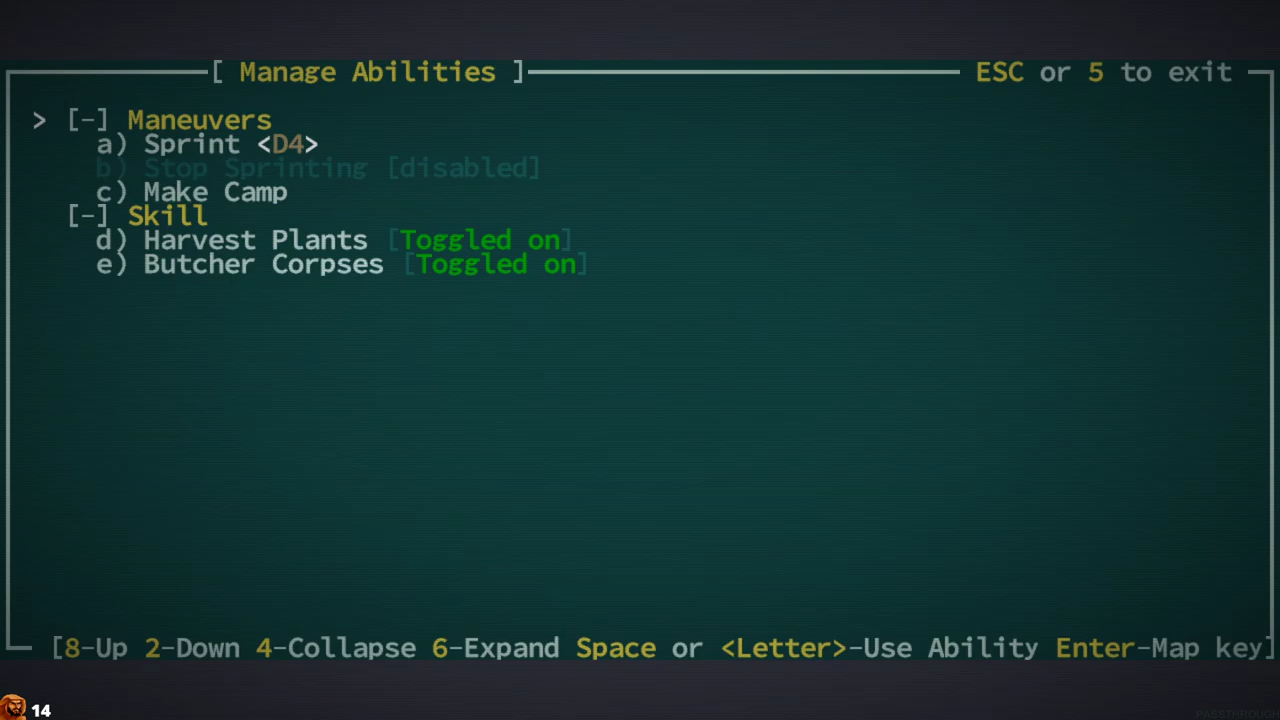 [ Manage Abilities ] ESC or 5 to exit
> [-] Maneuvers
a) Sprint <D4>
b) Stop Sprinting [disabled]
c) Make Camp
[-] Skill
d) Harvest Plants [Toggled on]
e) Butcher Corpses [Toggled on]
[8-Up 2-Down 4-Collapse 6-Expand Space or <Letter>-Use Ability Enter-Map key]
14